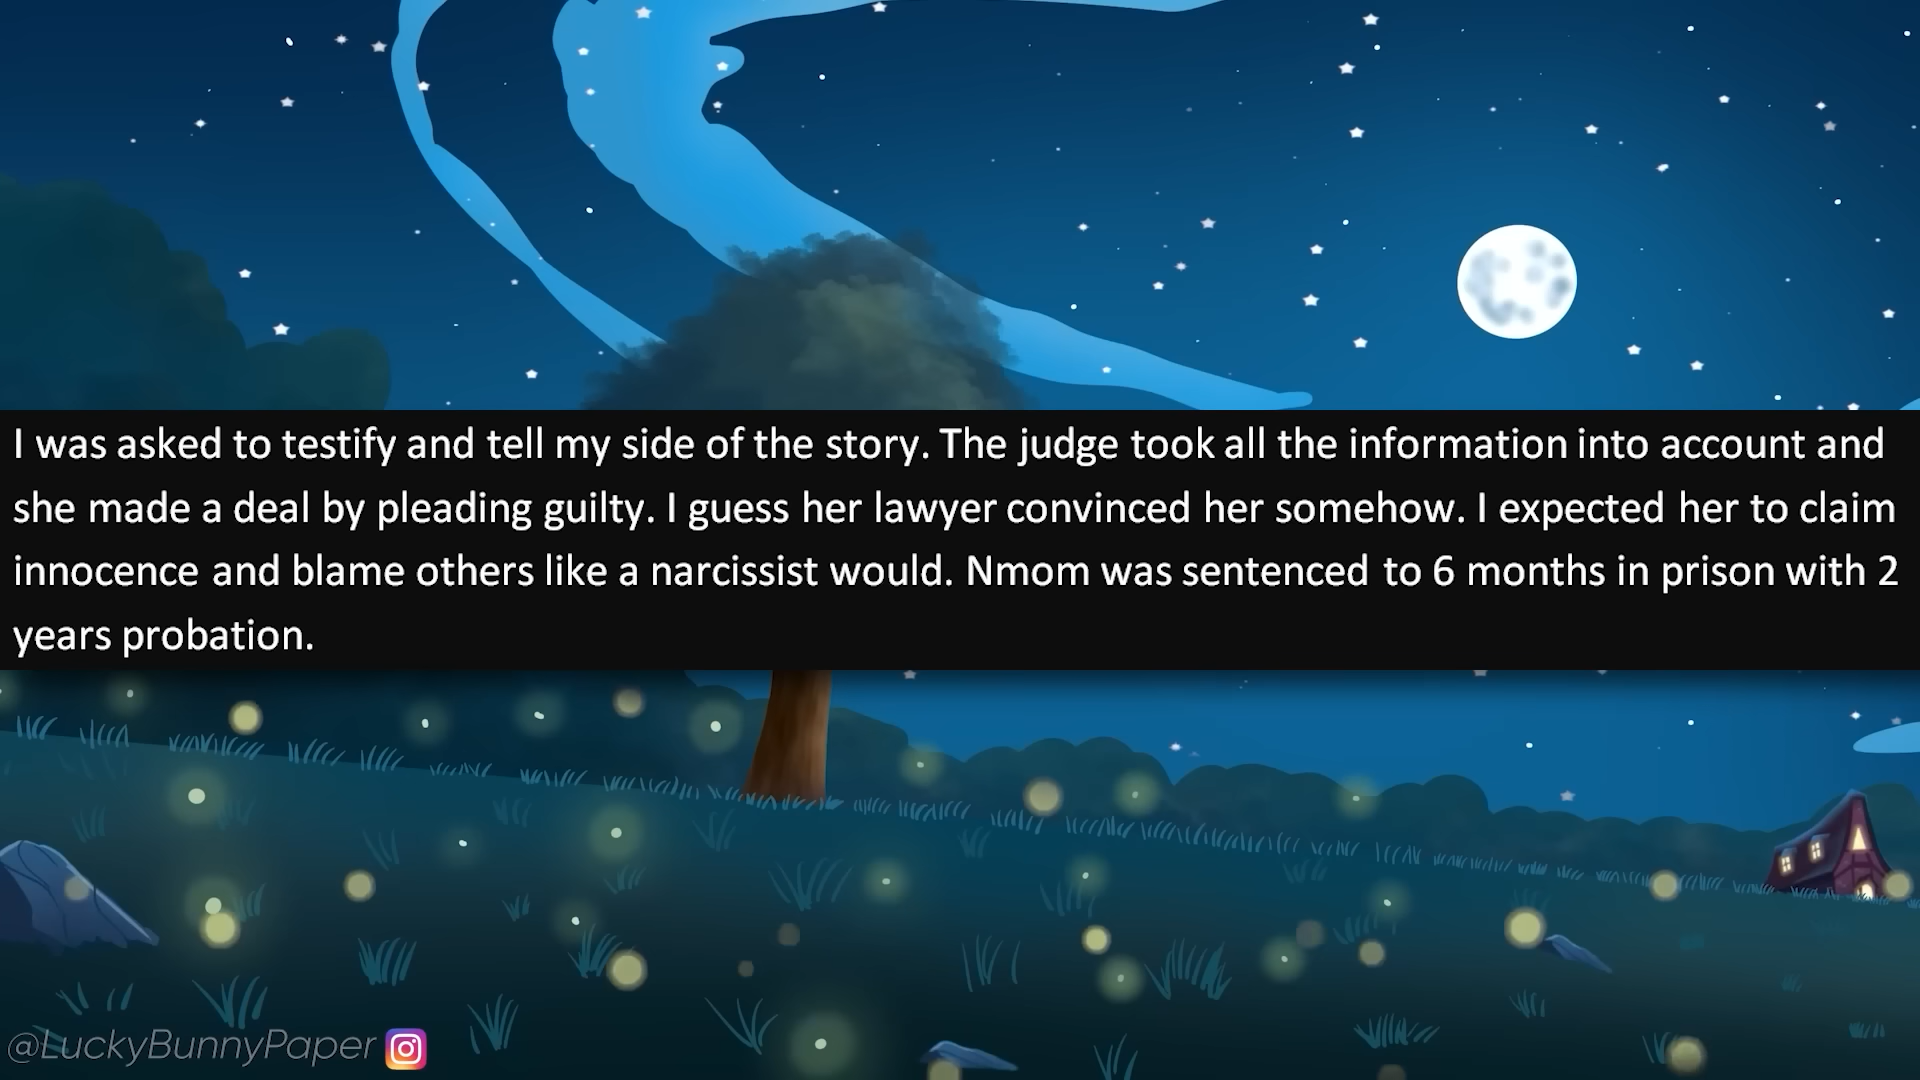 I was asked to testify and tell my side of the story. The judge took all the information into account and
she made a deal by pleading guilty. I guess her lawyer convinced her somehow. I expected her to claim
innocence and blame others like a narcissist would. Nmom was sentenced to 6 months in prison with 2
years probation.
@LuckyBunnyPaper